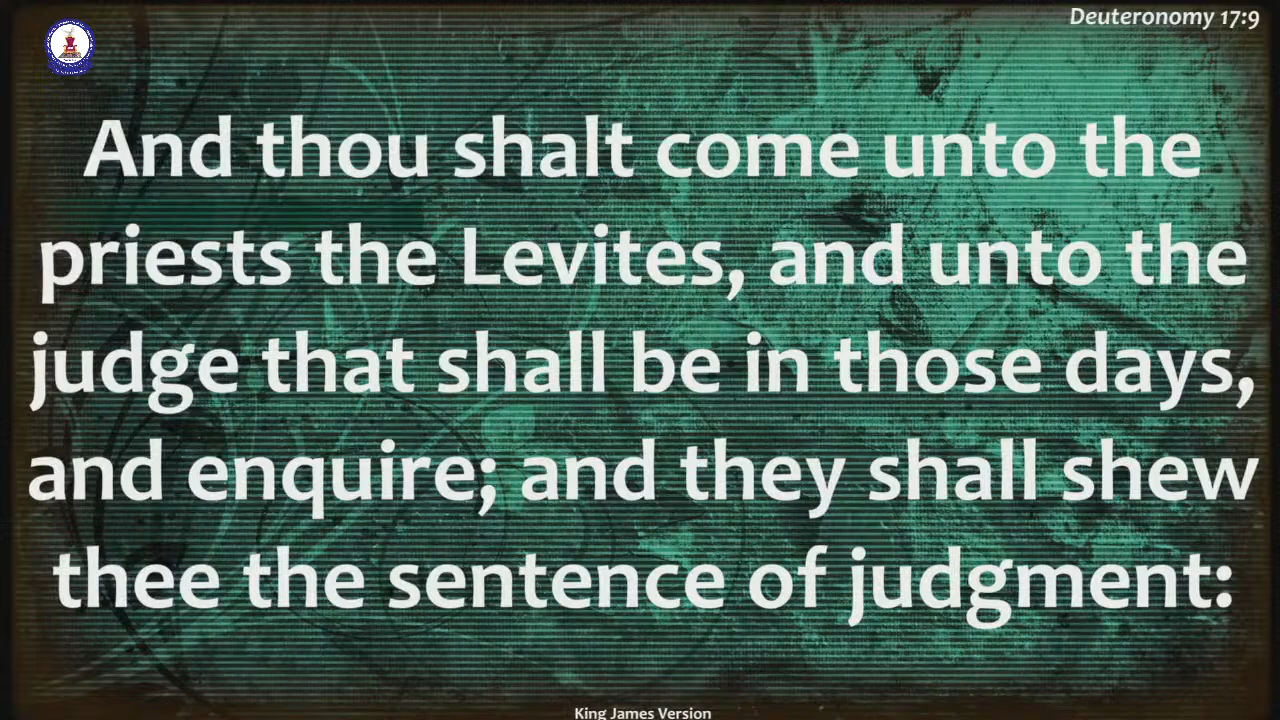 Deuteronomy 17:9
And thou shalt come unto the
priests the Levites, and unto the
judge that shall be in those days,
and enquire; and they shall shew
thee the sentence of judgment:
King James Version